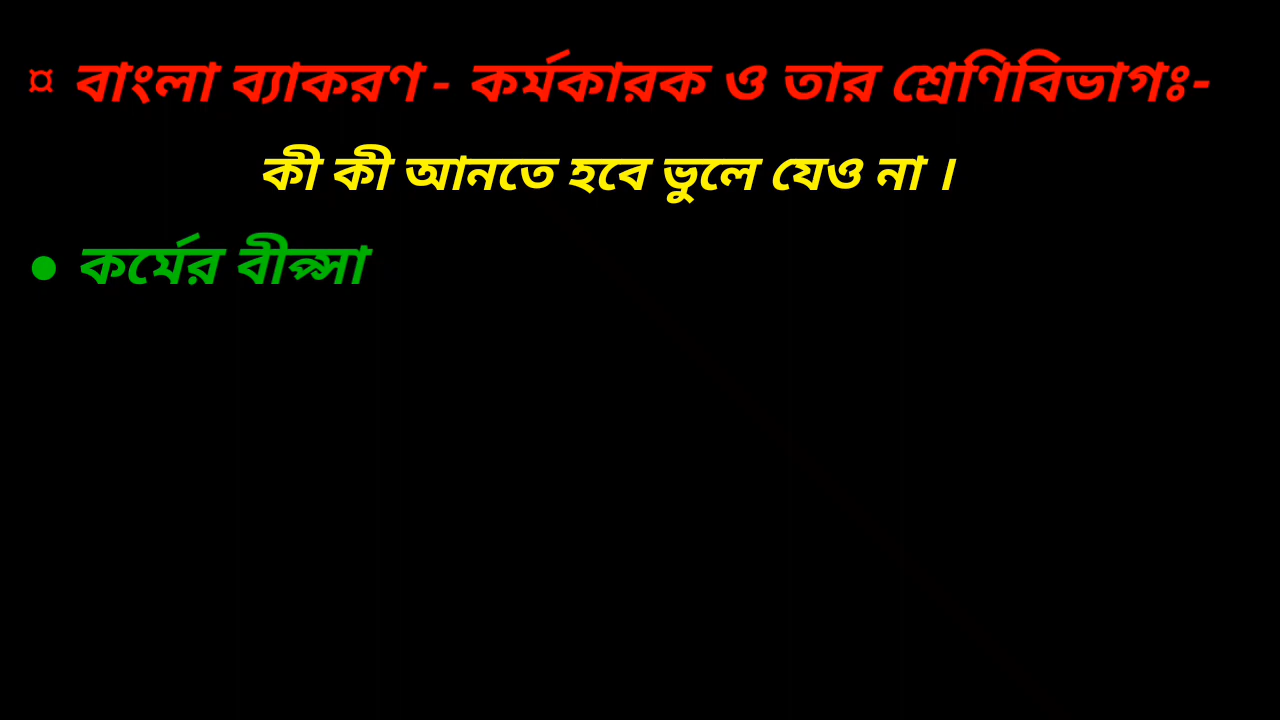 ¤ বাংলা ব্যাকরণ - কর্মকারক ও তার শ্রেণিবিভাগঃ-
কী কী আনতে হবে ভুলে যেও না ।
● কর্মের বীপ্সা